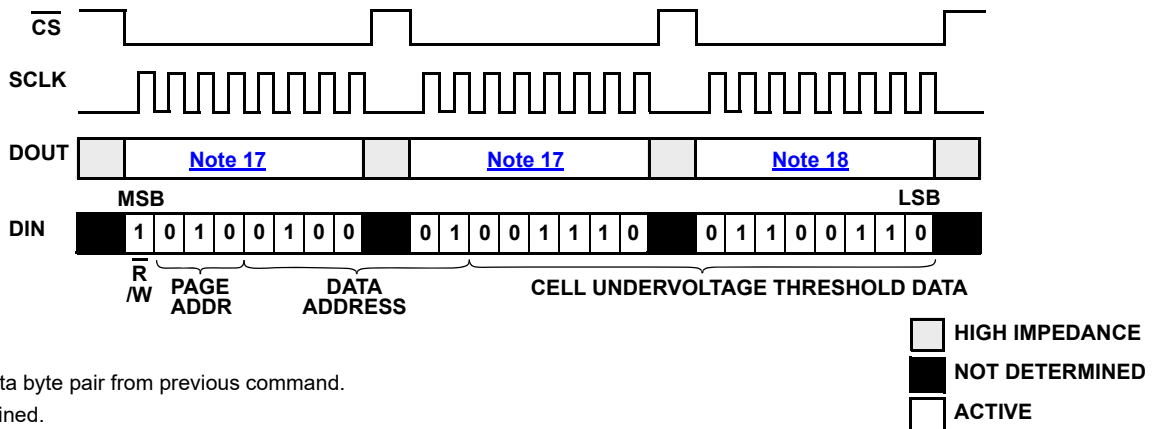 CS
SCLK
DOUT Note 17 Note 17 Note 18
MSB LSB
DIN 1 0 1 0 0 1 0 0 0 1 0 0 1 1 1 0 0 1 1 0 0 1 1 0
R
/W
PAGE
ADDR
DATA
ADDRESS
CELL UNDERVOLTAGE THRESHOLD DATA
HIGH IMPEDANCE
NOT DETERMINED
ACTIVE
byte pair from previous command.